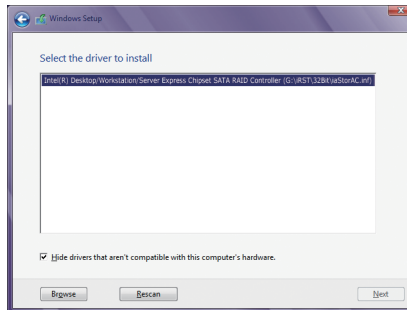 Windows Setup
Select the driver to install
Intel(R) Desktop/Workstation/Server Express Chipset SATA RAID Controller (G:\iRST\32Bit\iaStorAC.inf)
Hide drivers that aren't compatible with this computer's hardware.
Browse
Rescan
Next